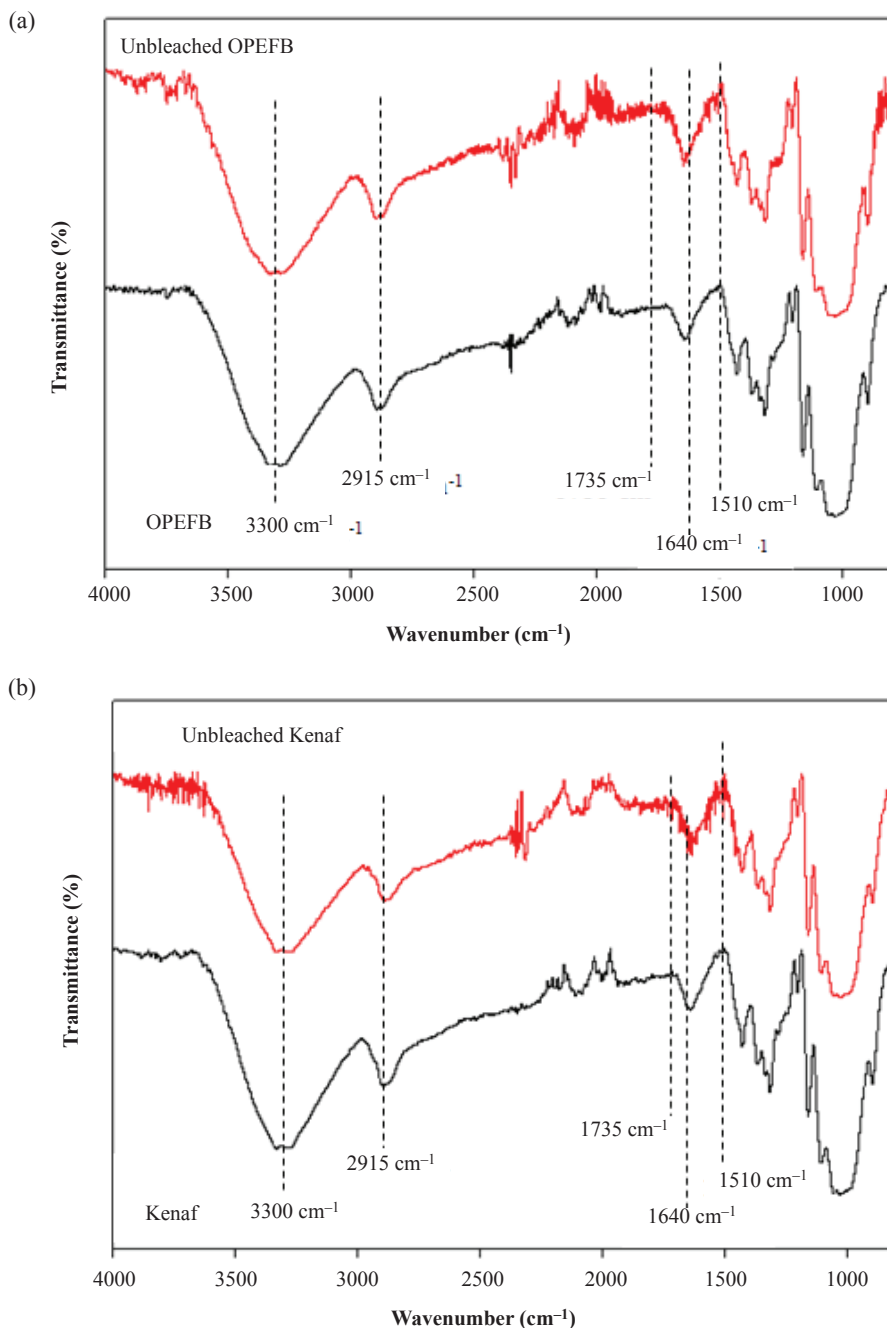 (a)
Unbleached OPEFB
Transmittance (%)
2915 cm⁻¹
-1
1735 cm⁻¹
1510 cm⁻¹
OPEFB
3300 cm⁻¹
-1
1640 cm⁻¹
-1
4000 3500 3000 2500 2000 1500 1000
Wavenumber (cm⁻¹)
(b)
Unbleached Kenaf
Transmittance (%)
1735 cm⁻¹
2915 cm⁻¹
1510 cm⁻¹
Kenaf
3300 cm⁻¹
1640 cm⁻¹
4000 3500 3000 2500 2000 1500 1000
Wavenumber (cm⁻¹)